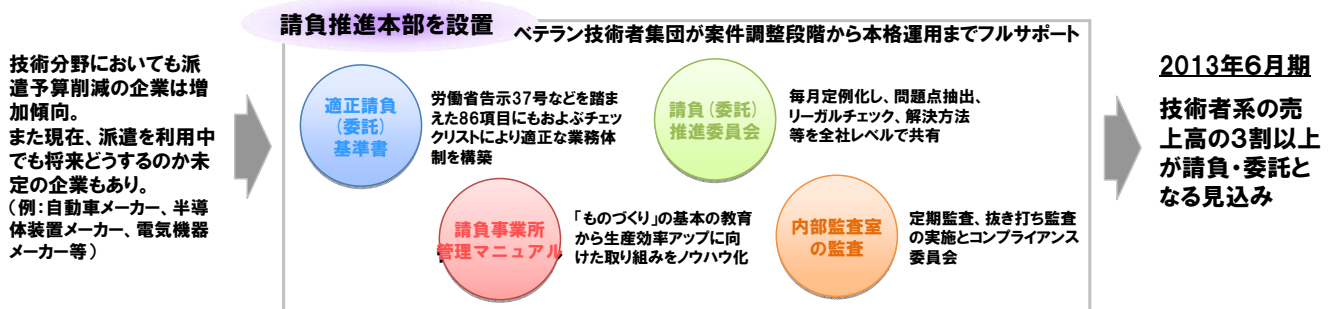 請負推進本部を設置
ベテラン技術者集団が案件調整段階から本格運用までフルサポート
技術分野においても派
遣予算削減の企業は増
加傾向。
また現在、派遣を利用中
でも将来どうするのか未
定の企業もあり。
（例：自動車メーカー、半導
体装置メーカー、電気機器
メーカー等）
適正請負
（委託）
基準書
労働省告示37号などを踏ま
えた86項目にもおよぶチェッ
クリストにより適正な業務体
制を構築
請負（委託）
推進委員会
毎月定例化し、問題点抽出、
リーガルチェック、解決方法
等を全社レベルで共有
請負事業所
管理マニュアル
「ものづくり」の基本の教育
から生産効率アップに向
けた取り組みをノウハウ化
内部監査室
の監査
定期監査、抜き打ち監査
の実施とコンプライアンス
委員会
2013年6月期
技術者系の売
上高の3割以上
が請負・委託と
なる見込み